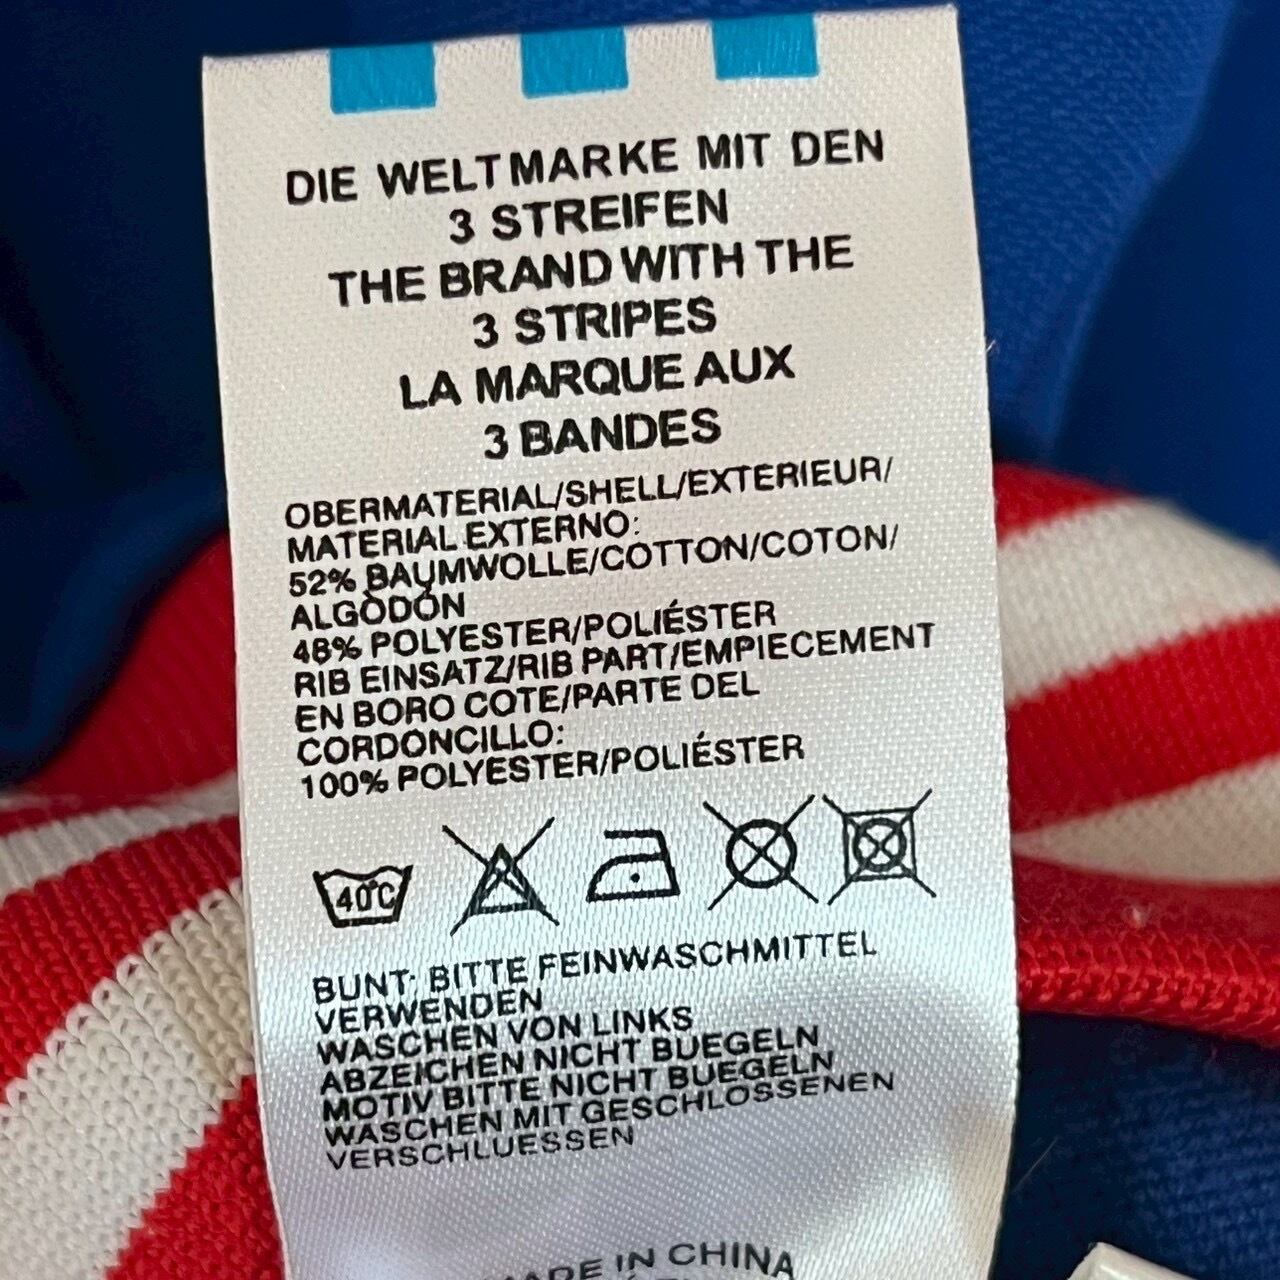 DIE WELTMARKE MIT DEN
3 STREIFEN
THE BRAND WITH THE
3 STRIPES
LA MARQUE AUX
3 BANDES
OBERMATERIAL/SHELL/EXTERIEUR/
MATERIAL EXTERNO:
52% BAUMWOLLE/COTTON/COTON/
ALGODÓN
48% POLYESTER/POLIÉSTER
RIB EINSATZ/RIB PART/EMPIECEMENT
EN BORO COTE/PARTE DEL
CORDONCILLO:
100% POLYESTER/POLIÉSTER
40°C
BUNT: BITTE FEINWASCHMITTEL
VERWENDEN
WASCHEN VON LINKS
ABZEICHEN NICHT BUEGELN
MOTIV BITTE NICHT BUEGELN
WASCHEN MIT GESCHLOSSENEN
VERSCHLUESSEN
MADE IN CHINA